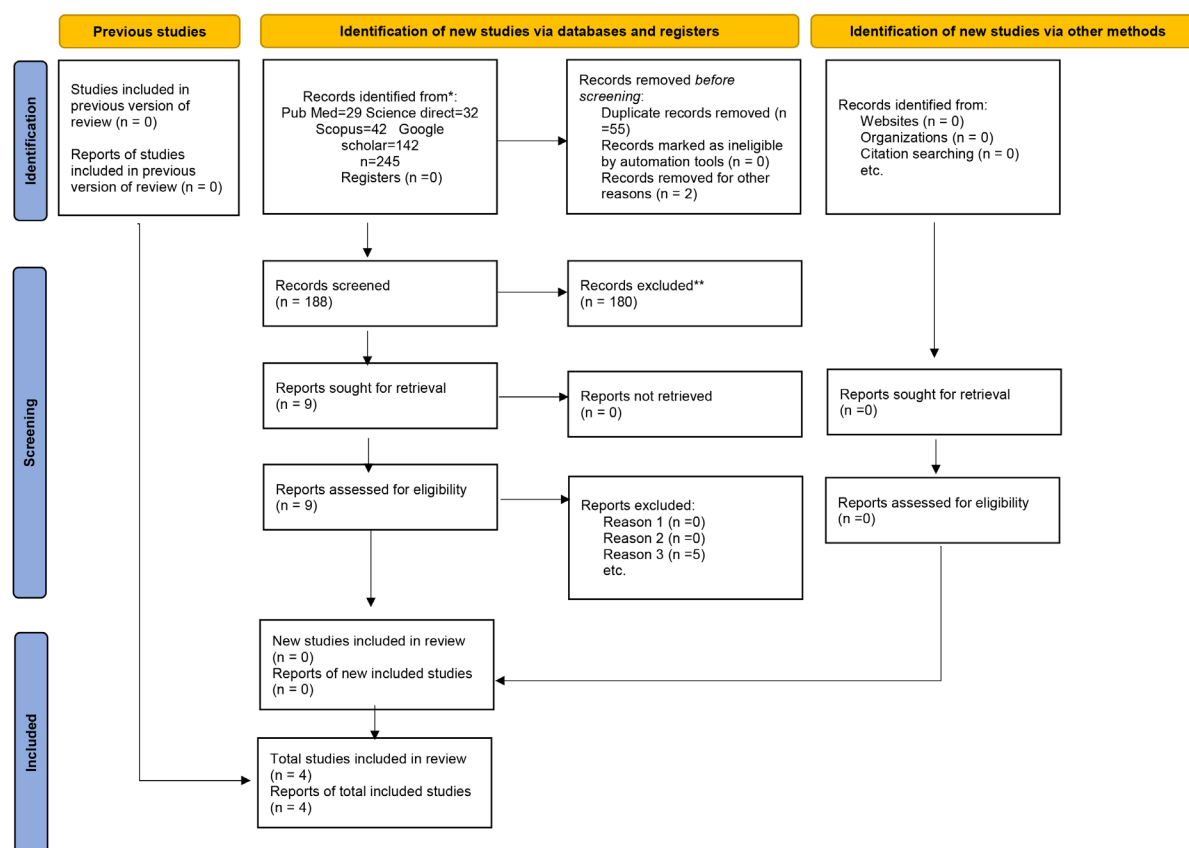 Previous studies
Identification of new studies via databases and registers
Identification of new studies via other methods
Identification
Studies included in
previous version of
review (n = 0)
Reports of studies
included in previous
version of review (n = 0)
Records identified from*:
Pub Med=29 Science direct=32
Scopus=42 Google
scholar=142
n=245
Registers (n =0)
Records removed before
screening:
Duplicate records removed (n
=55)
Records marked as ineligible
by automation tools (n = 0)
Records removed for other
reasons (n = 2)
Records identified from:
Websites (n = 0)
Organizations (n = 0)
Citation searching (n = 0)
etc.
Screening
Records screened
(n = 188)
Records excluded**
(n = 180)
Reports sought for retrieval
(n = 9)
Reports not retrieved
(n = 0)
Reports sought for retrieval
(n =0)
Reports assessed for eligibility
(n = 9)
Reports excluded:
Reason 1 (n =0)
Reason 2 (n =0)
Reason 3 (n =5)
etc.
Reports assessed for eligibility
(n =0)
Included
New studies included in review
(n = 0)
Reports of new included studies
(n = 0)
Total studies included in review
(n = 4)
Reports of total included studies
(n = 4)